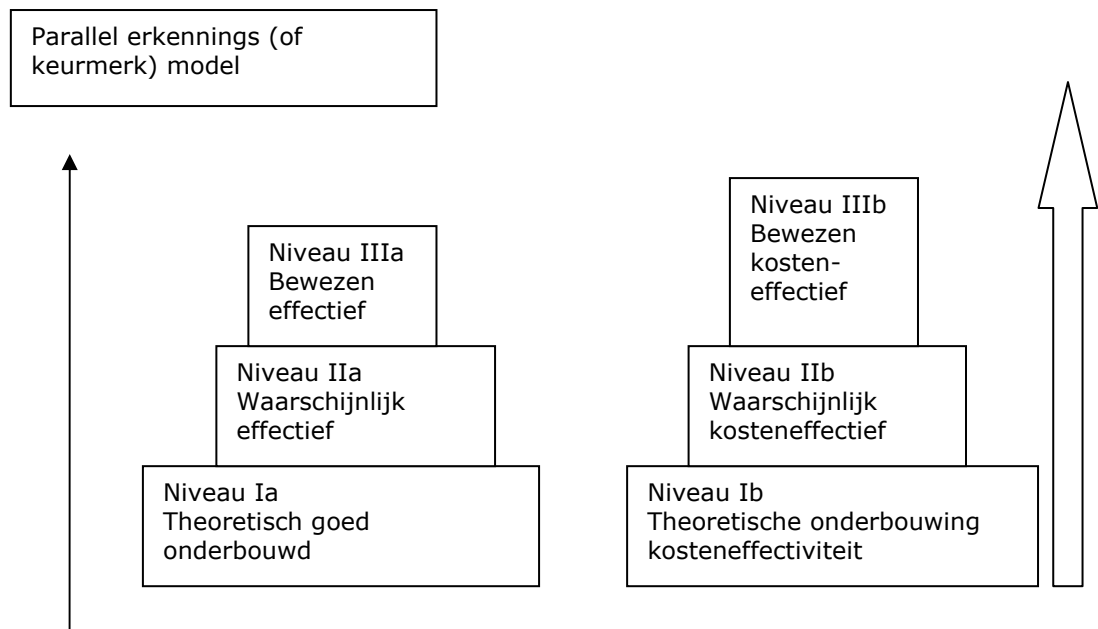 Parallel erkennings (of
keurmerk) model
Niveau IIIa
Bewezen
effectief
Niveau IIa
Waarschijnlijk
effectief
Niveau Ia
Theoretisch goed
onderbouwd
Niveau IIIb
Bewezen
kosten-
effectief
Niveau IIb
Waarschijnlijk
kosteneffectief
Niveau Ib
Theoretische onderbouwing
kosteneffectiviteit